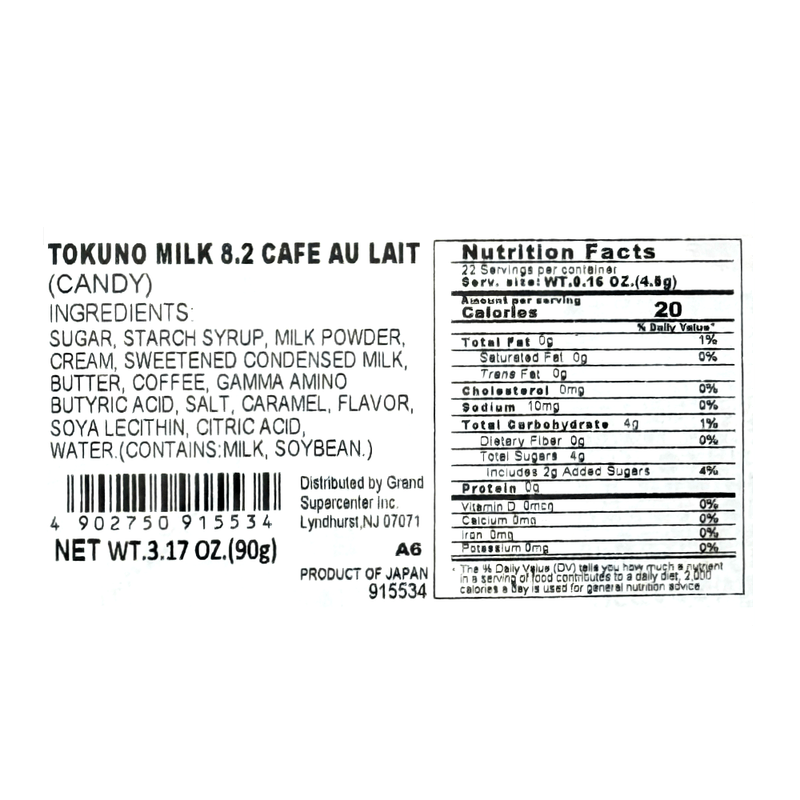 TOKUNO MILK 8.2 CAFE AU LAIT
(CANDY)
INGREDIENTS:
SUGAR, STARCH SYRUP, MILK POWDER,
CREAM, SWEETENED CONDENSED MILK,
BUTTER, COFFEE, GAMMA AMINO
BUTYRIC ACID, SALT, CARAMEL, FLAVOR,
SOYA LECITHIN, CITRIC ACID,
WATER.(CONTAINS:MILK, SOYBEAN.)
4 902750 915534
NET WT.3.17 OZ.(90g)
Distributed by Grand
Supercenter Inc.
Lyndhurst,NJ 07071
A6
PRODUCT OF JAPAN
915534
Nutrition Facts
22 Servings per container
Serv. size: WT.0.16 OZ.(4.5g)
Amount per serving
Calories 20
% Daily Value*
Total Fat 0g 1%
Saturated Fat 0g 0%
Trans Fat 0g
Cholesterol 0mg 0%
Sodium 10mg 0%
Total Carbohydrate 4g 1%
Dietary Fiber 0g 0%
Total Sugars 4g
Includes 2g Added Sugars 4%
Protein 0g
Vitamin D 0mcg 0%
Calcium 0mg 0%
Iron 0mg 0%
Potassium 0mg 0%
* The % Daily Value (DV) tells you how much a nutrient
in a serving of food contributes to a daily diet, 2,000
calories a day is used for general nutrition advice